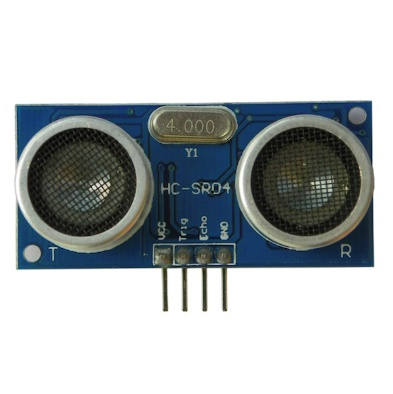 4.000
Y1
HC-SR04
VCC
Trig
Echo
GND
T
R